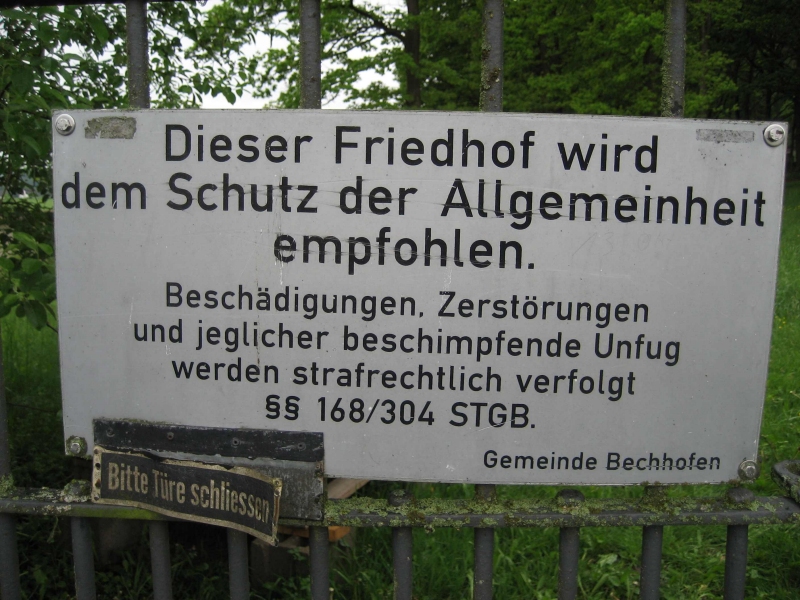 Dieser Friedhof wird
dem Schutz der Allgemeinheit
empfohlen.
Beschädigungen, Zerstörungen
und jeglicher beschimpfende Unfug
werden strafrechtlich verfolgt
§§ 168/304 STGB.
Gemeinde Bechhofen
Bitte Türe schliessen